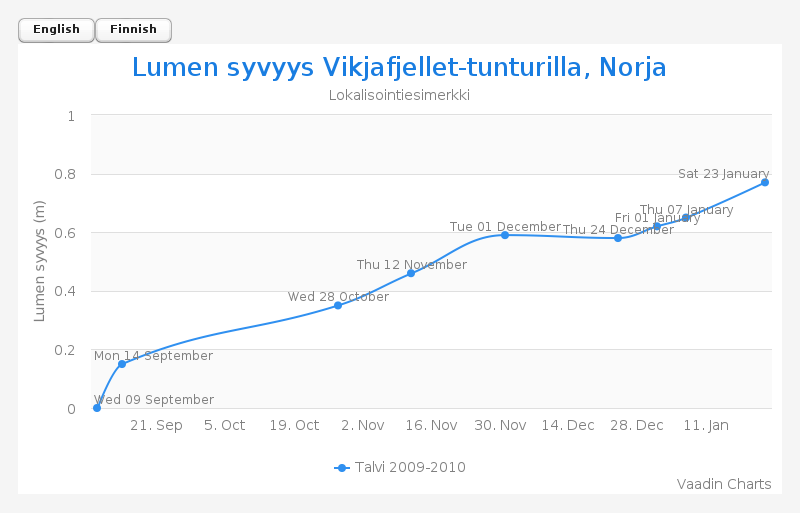 English Finnish
Lumen syvyys Vikjafjellet-tunturilla, Norja
Lokalisointiesimerkki
Lumen syvyys (m)
1
0.8
0.6
0.4
0.2
0
Sat 23 January
Thu 07 January
Fri 01 January
Tue 01 December
Thu 24 December
Thu 12 November
Wed 28 October
Mon 14 September
Wed 09 September
21. Sep 5. Oct 19. Oct 2. Nov 16. Nov 30. Nov 14. Dec 28. Dec 11. Jan
Talvi 2009-2010
Vaadin Charts